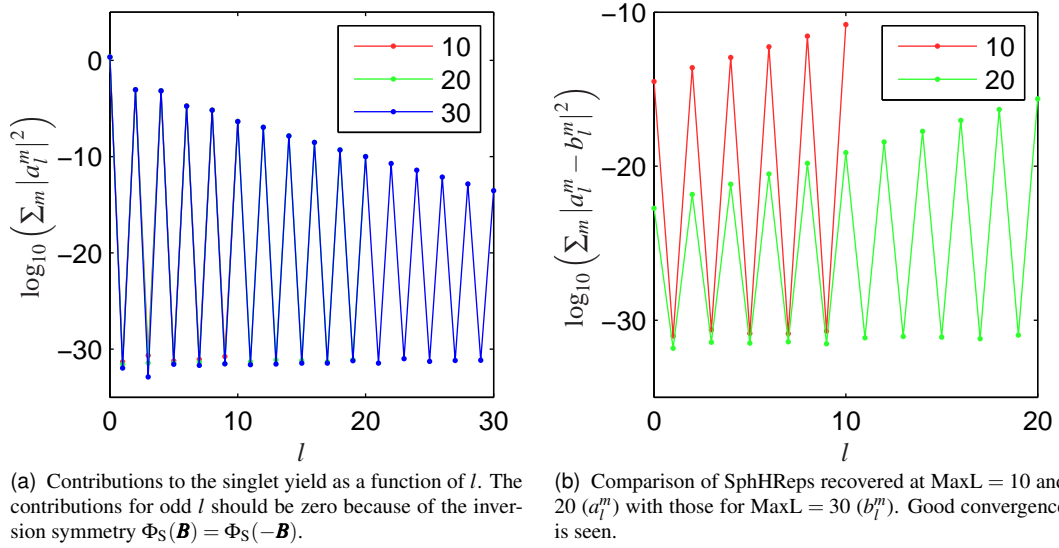 0
−10
−20
−30
log₁₀ (∑ₘ |aₗᵐ|²)
10
20
30
0
10
20
30
l
−10
−20
−30
log₁₀ (∑ₘ |aₗᵐ − bₗᵐ|²)
10
20
0
10
20
l
(a) Contributions to the singlet yield as a function of l. The
contributions for odd l should be zero because of the inver-
sion symmetry Φ_S(B) = Φ_S(−B).
(b) Comparison of SphHReps recovered at MaxL = 10 and
20 (aₗᵐ) with those for MaxL = 30 (bₗᵐ). Good convergence
is seen.